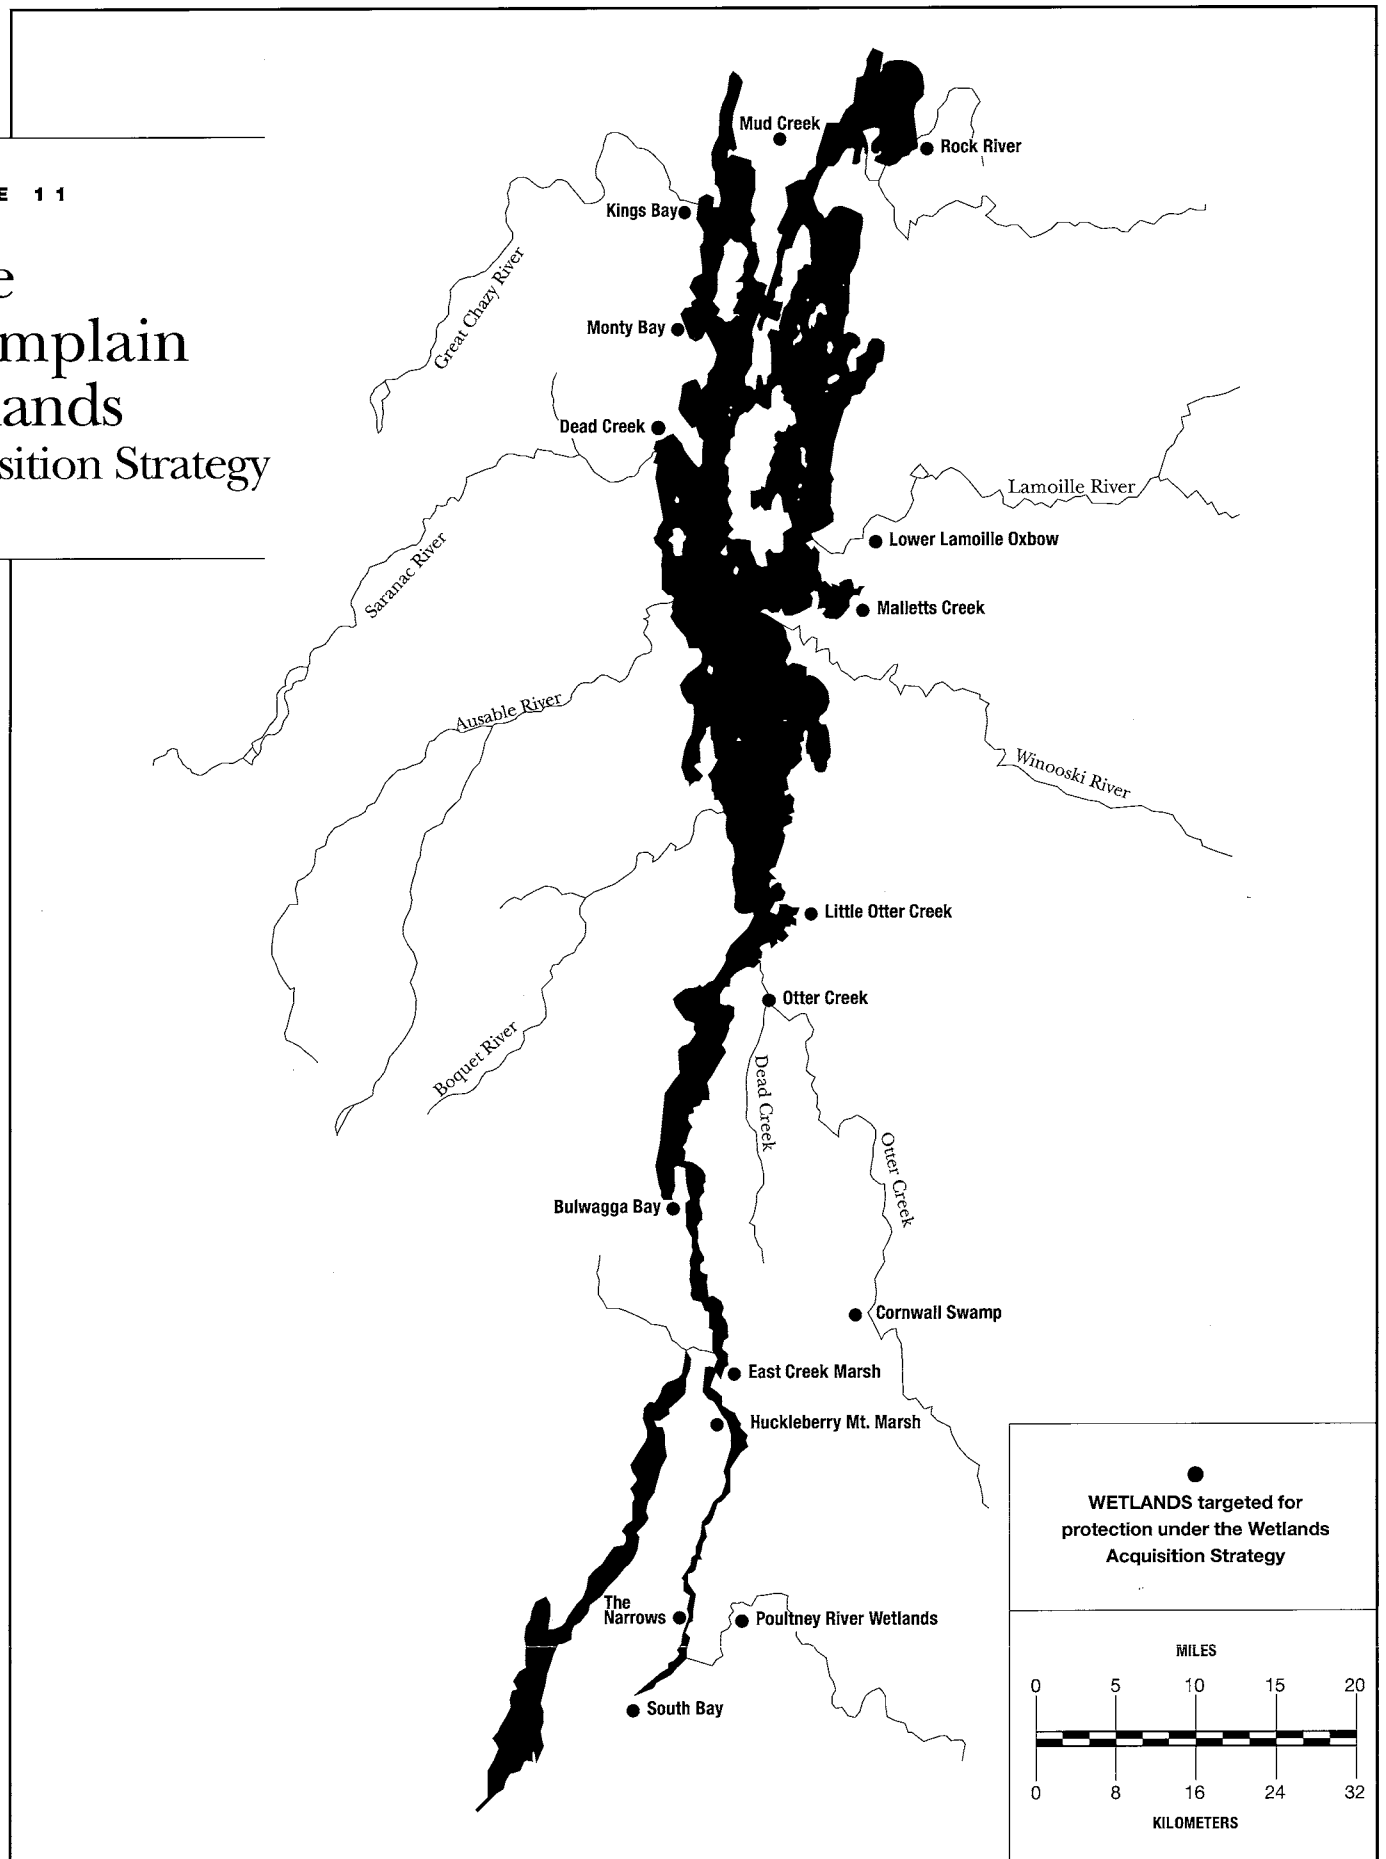 E 11
e
mplain
lands
sition Strategy
Mud Creek
Rock River
Kings Bay
Great Chazy River
Monty Bay
Dead Creek
Lamoille River
Lower Lamoille Oxbow
Saranac River
Malletts Creek
Ausable River
Winooski River
Little Otter Creek
Otter Creek
Boquet River
Dead Creek
Otter Creek
Bulwagga Bay
Cornwall Swamp
East Creek Marsh
Huckleberry Mt. Marsh
The
Narrows
Poultney River Wetlands
South Bay
WETLANDS targeted for
protection under the Wetlands
Acquisition Strategy
MILES
0 5 10 15 20
0 8 16 24 32
KILOMETERS